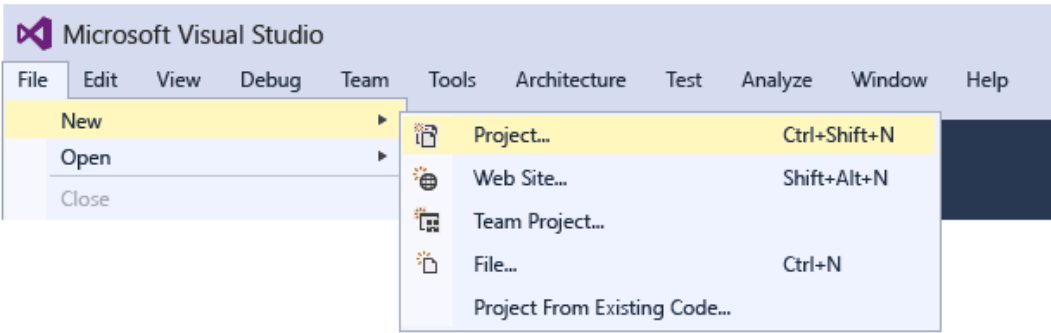 Microsoft Visual Studio
File Edit View Debug Team Tools Architecture Test Analyze Window Help
New
Open
Close
Project... Ctrl+Shift+N
Web Site... Shift+Alt+N
Team Project...
File... Ctrl+N
Project From Existing Code...